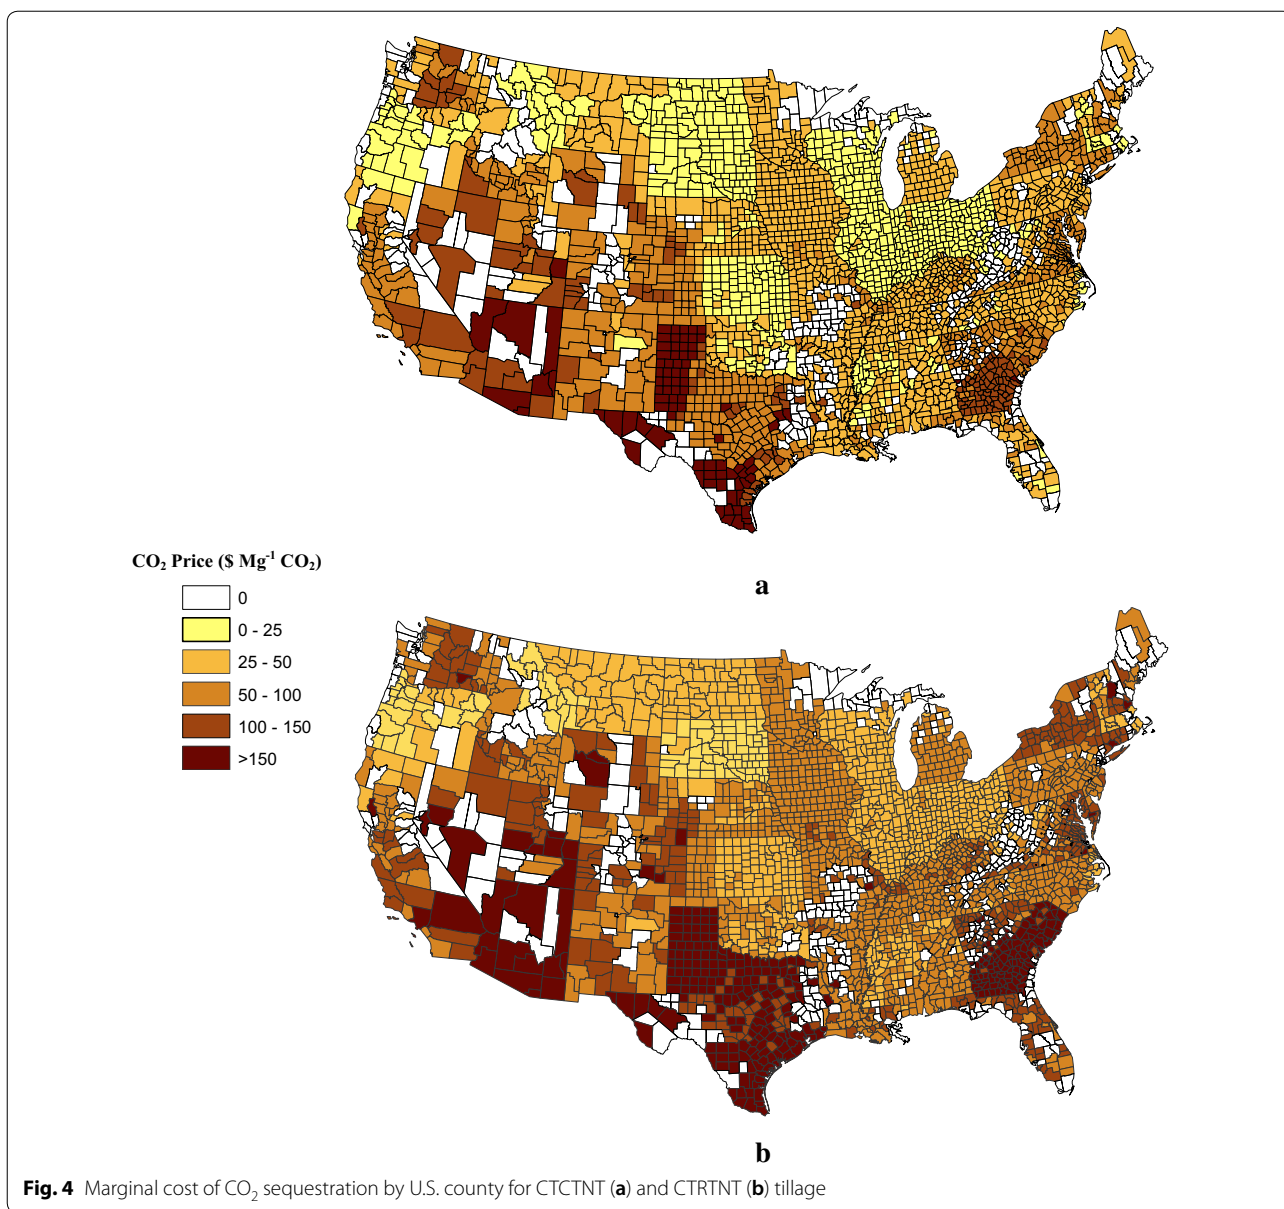 a
CO₂ Price ($ Mg⁻¹ CO₂)
0
0 - 25
25 - 50
50 - 100
100 - 150
>150
b
Fig. 4 Marginal cost of CO₂ sequestration by U.S. county for CTCTNT (a) and CTRTNT (b) tillage